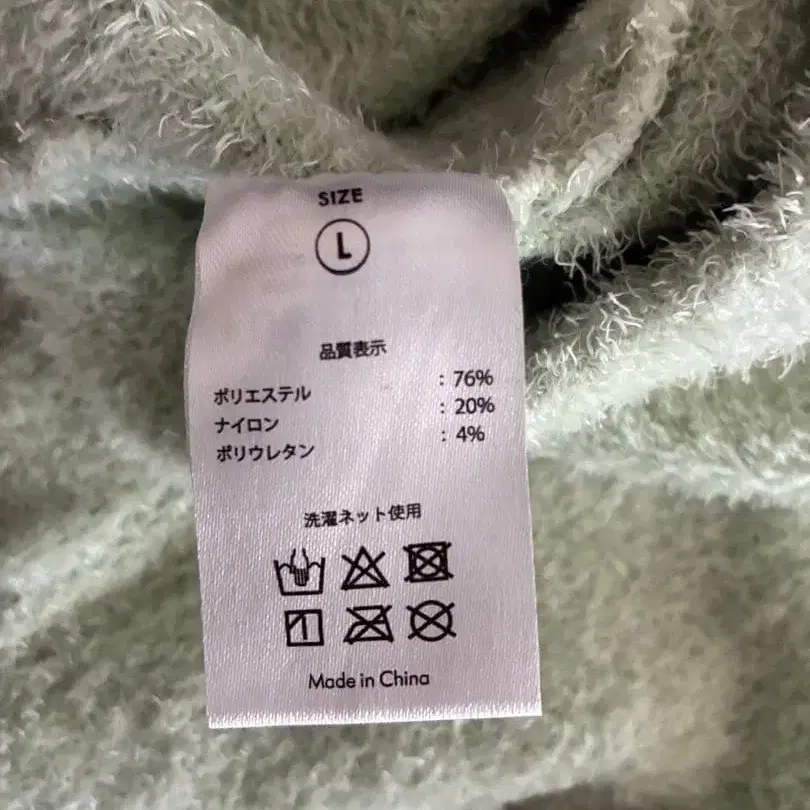 SIZE
L
品質表示
ポリエステル : 76%
ナイロン : 20%
ポリウレタン : 4%
洗濯ネット使用
Made in China